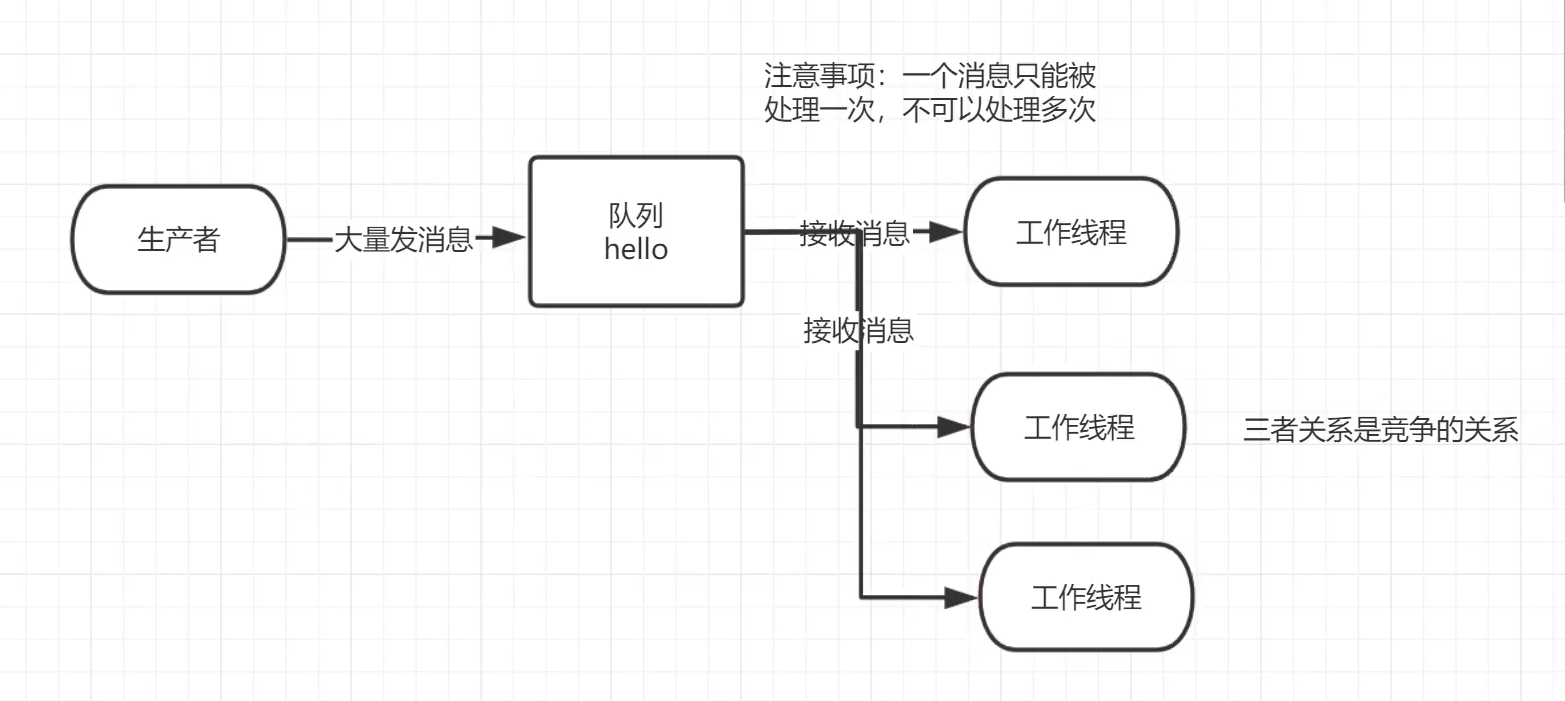 注意事项：一个消息只能被
处理一次，不可以处理多次
生产者
大量发消息
队列
hello
接收消息
工作线程
接收消息
工作线程
三者关系是竞争的关系
工作线程